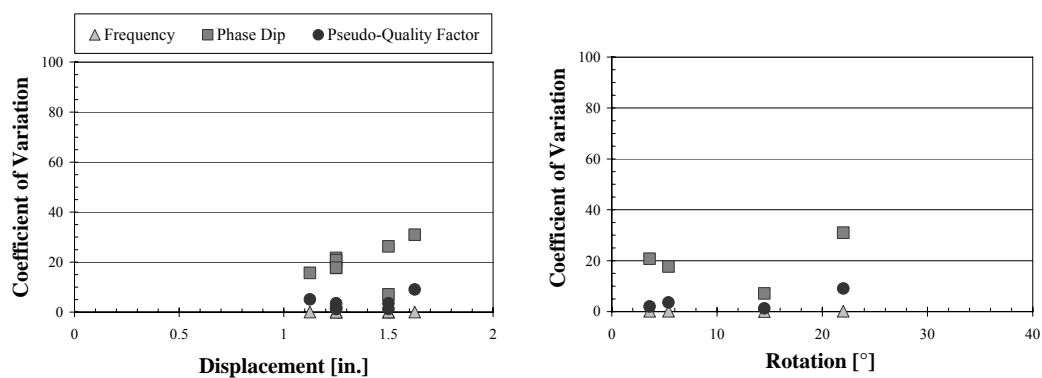 Frequency Phase Dip Pseudo-Quality Factor
100
80
60
40
20
0
0 0.5 1 1.5 2
Coefficient of Variation
Displacement [in.]
100
80
60
40
20
0
0 10 20 30 40
Coefficient of Variation
Rotation [°]